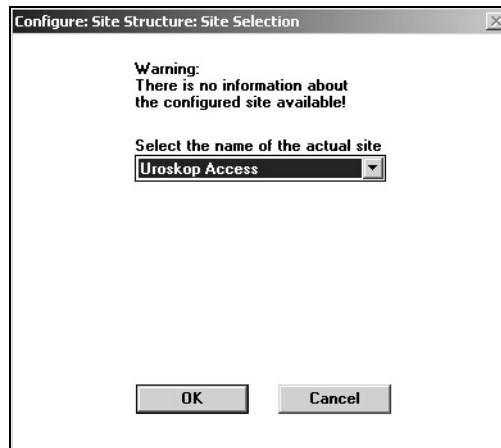 Configure: Site Structure: Site Selection
Warning:
There is no information about
the configured site available!
Select the name of the actual site
Uroskop Access
OK
Cancel